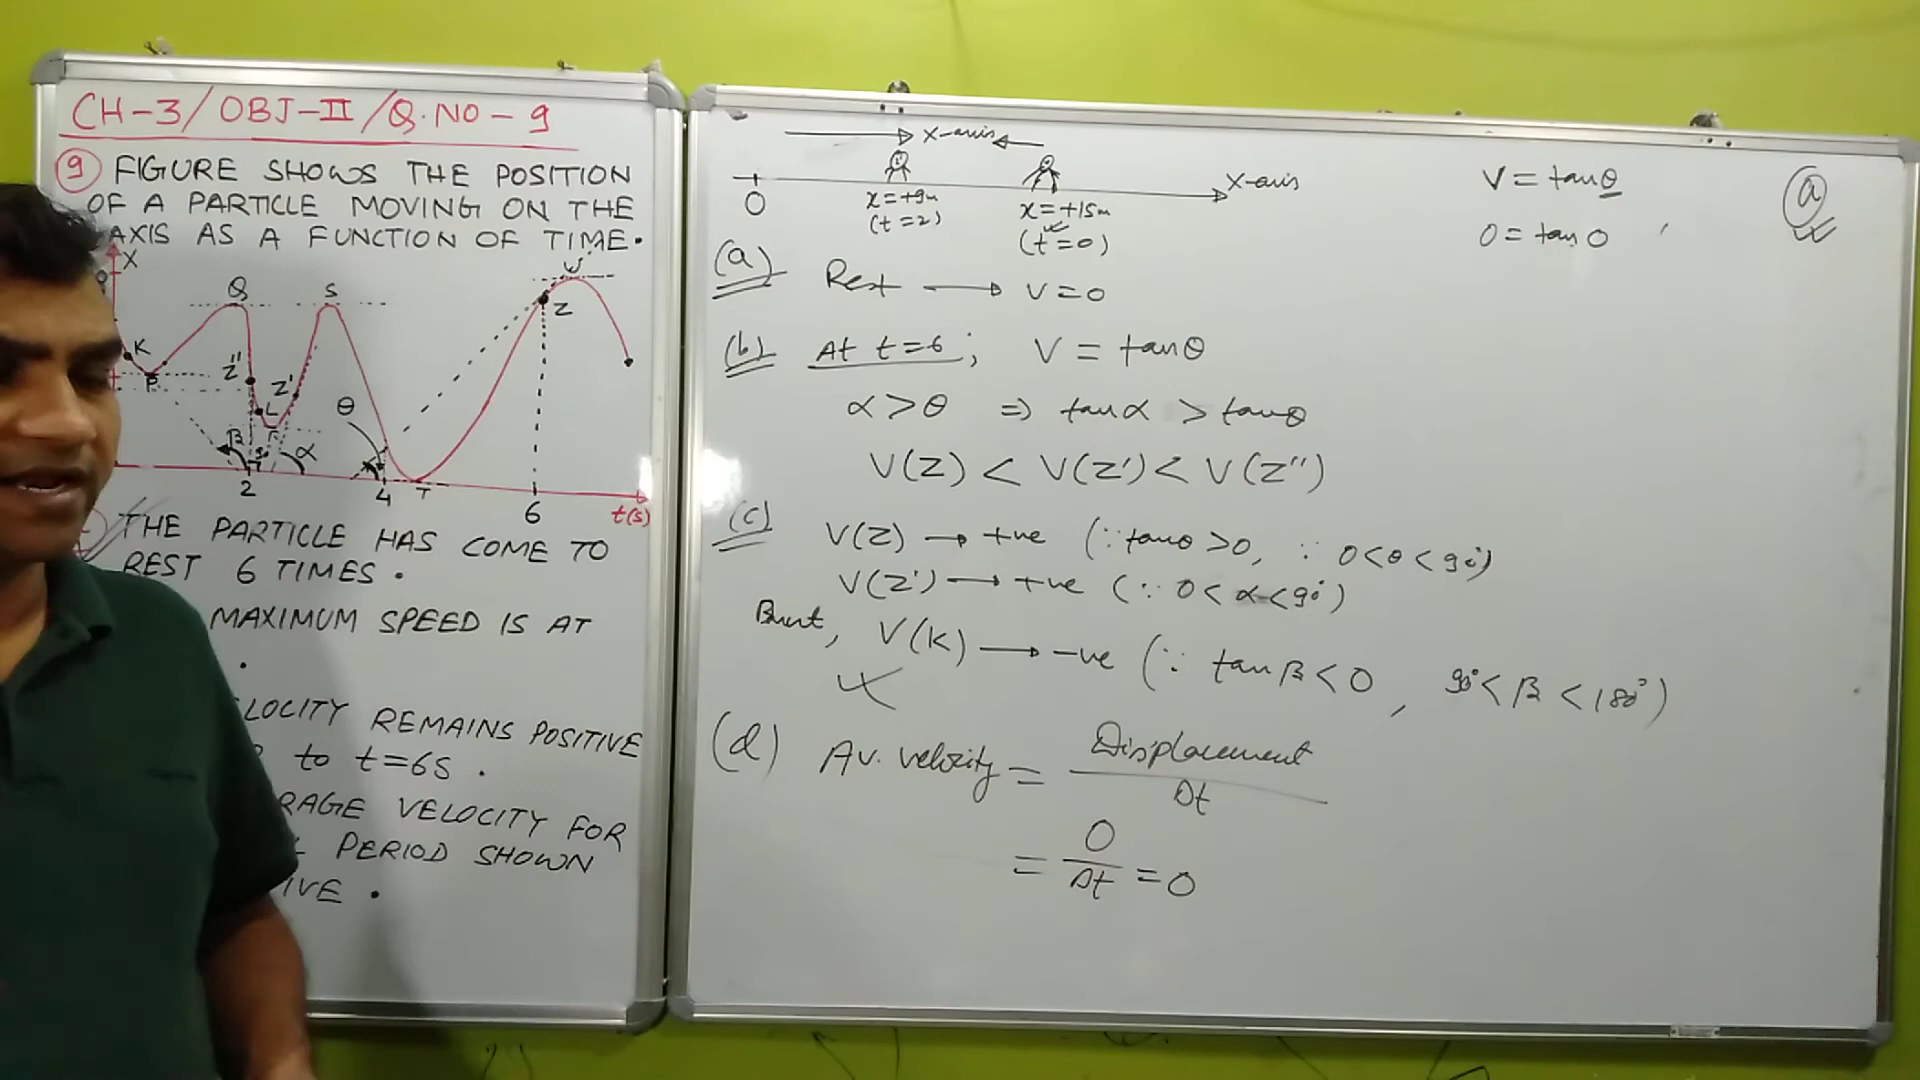 CH-3/OBJ-II/Q.NO-9
9 FIGURE SHOWS THE POSITION
OF A PARTICLE MOVING ON THE
AXIS AS A FUNCTION OF TIME.
X
Q S U
Z
K
P
Z'' Z'
L
θ
β α
2 4 T 6 t(s)
THE PARTICLE HAS COME TO
REST 6 TIMES.
MAXIMUM SPEED IS AT
.
LOCITY REMAINS POSITIVE
to t=6s.
RAGE VELOCITY FOR
PERIOD SHOWN
IVE.
X-axis
0 X-axis
x=+9m x=+15m
(t=2) (t=0)
V = tanθ
0 = tan 0
a
(a) Rest → v=0
(b) At t=6; V = tanθ
α>θ ⇒ tanα > tanθ
V(Z) < V(Z') < V(Z'')
(c) V(Z) → +ve (∵ tanθ>0, ∵ 0<θ<90°)
V(Z') → +ve (∵ 0<α<90°)
But, V(K) → -ve (∵ tanβ<0, 90°<β<180°)
(d) Av. velocity = Displacement
Δt
= 0/Δt = 0